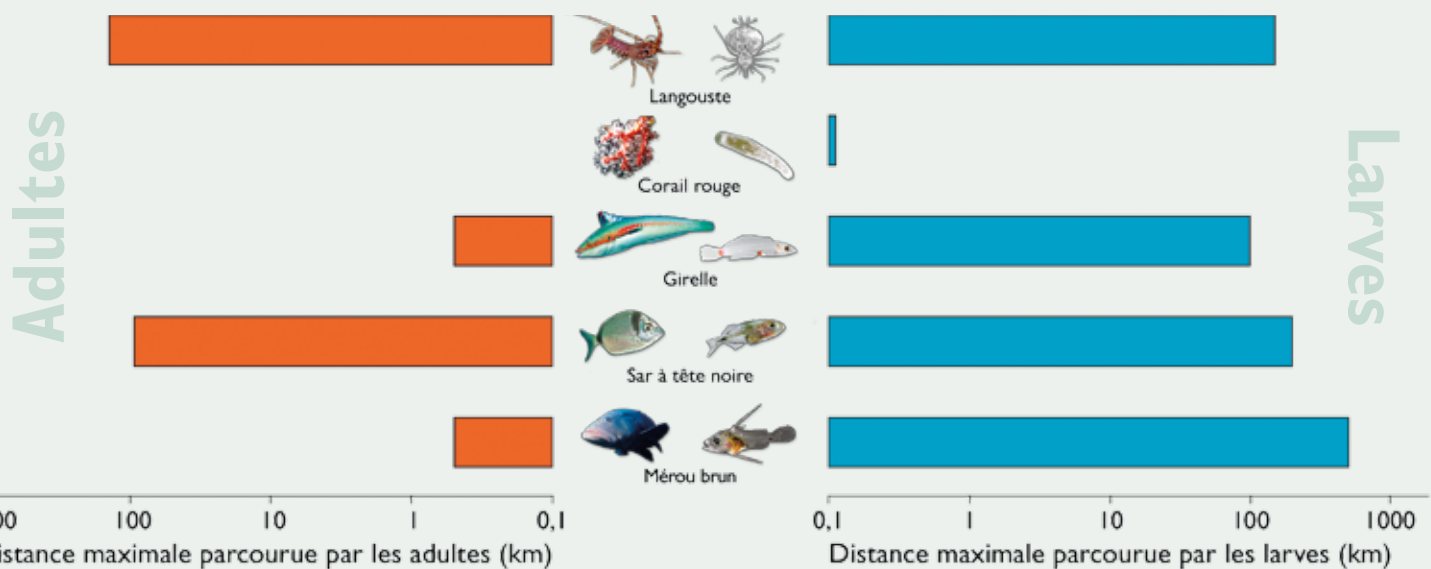 Adultes
Larves
Langouste
Corail rouge
Girelle
Sar à tête noire
Mérou brun
00 100 10 1 0,1
0,1 1 10 100 1000
istance maximale parcourue par les adultes (km)
Distance maximale parcourue par les larves (km)